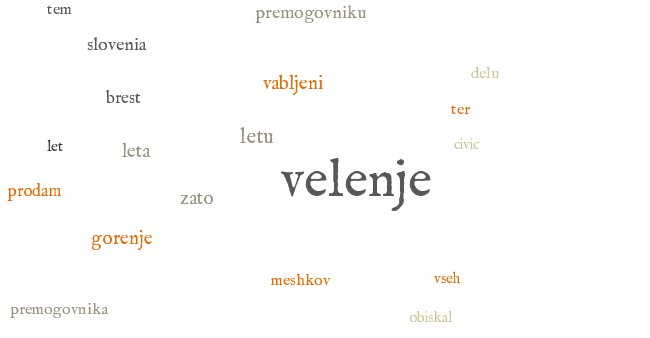 tem
premogovniku
slovenia
delu
vabljeni
brest
ter
letu
civic
let
leta
velenje
prodam
zato
gorenje
meshkov
vseh
premogovnika
obiskal